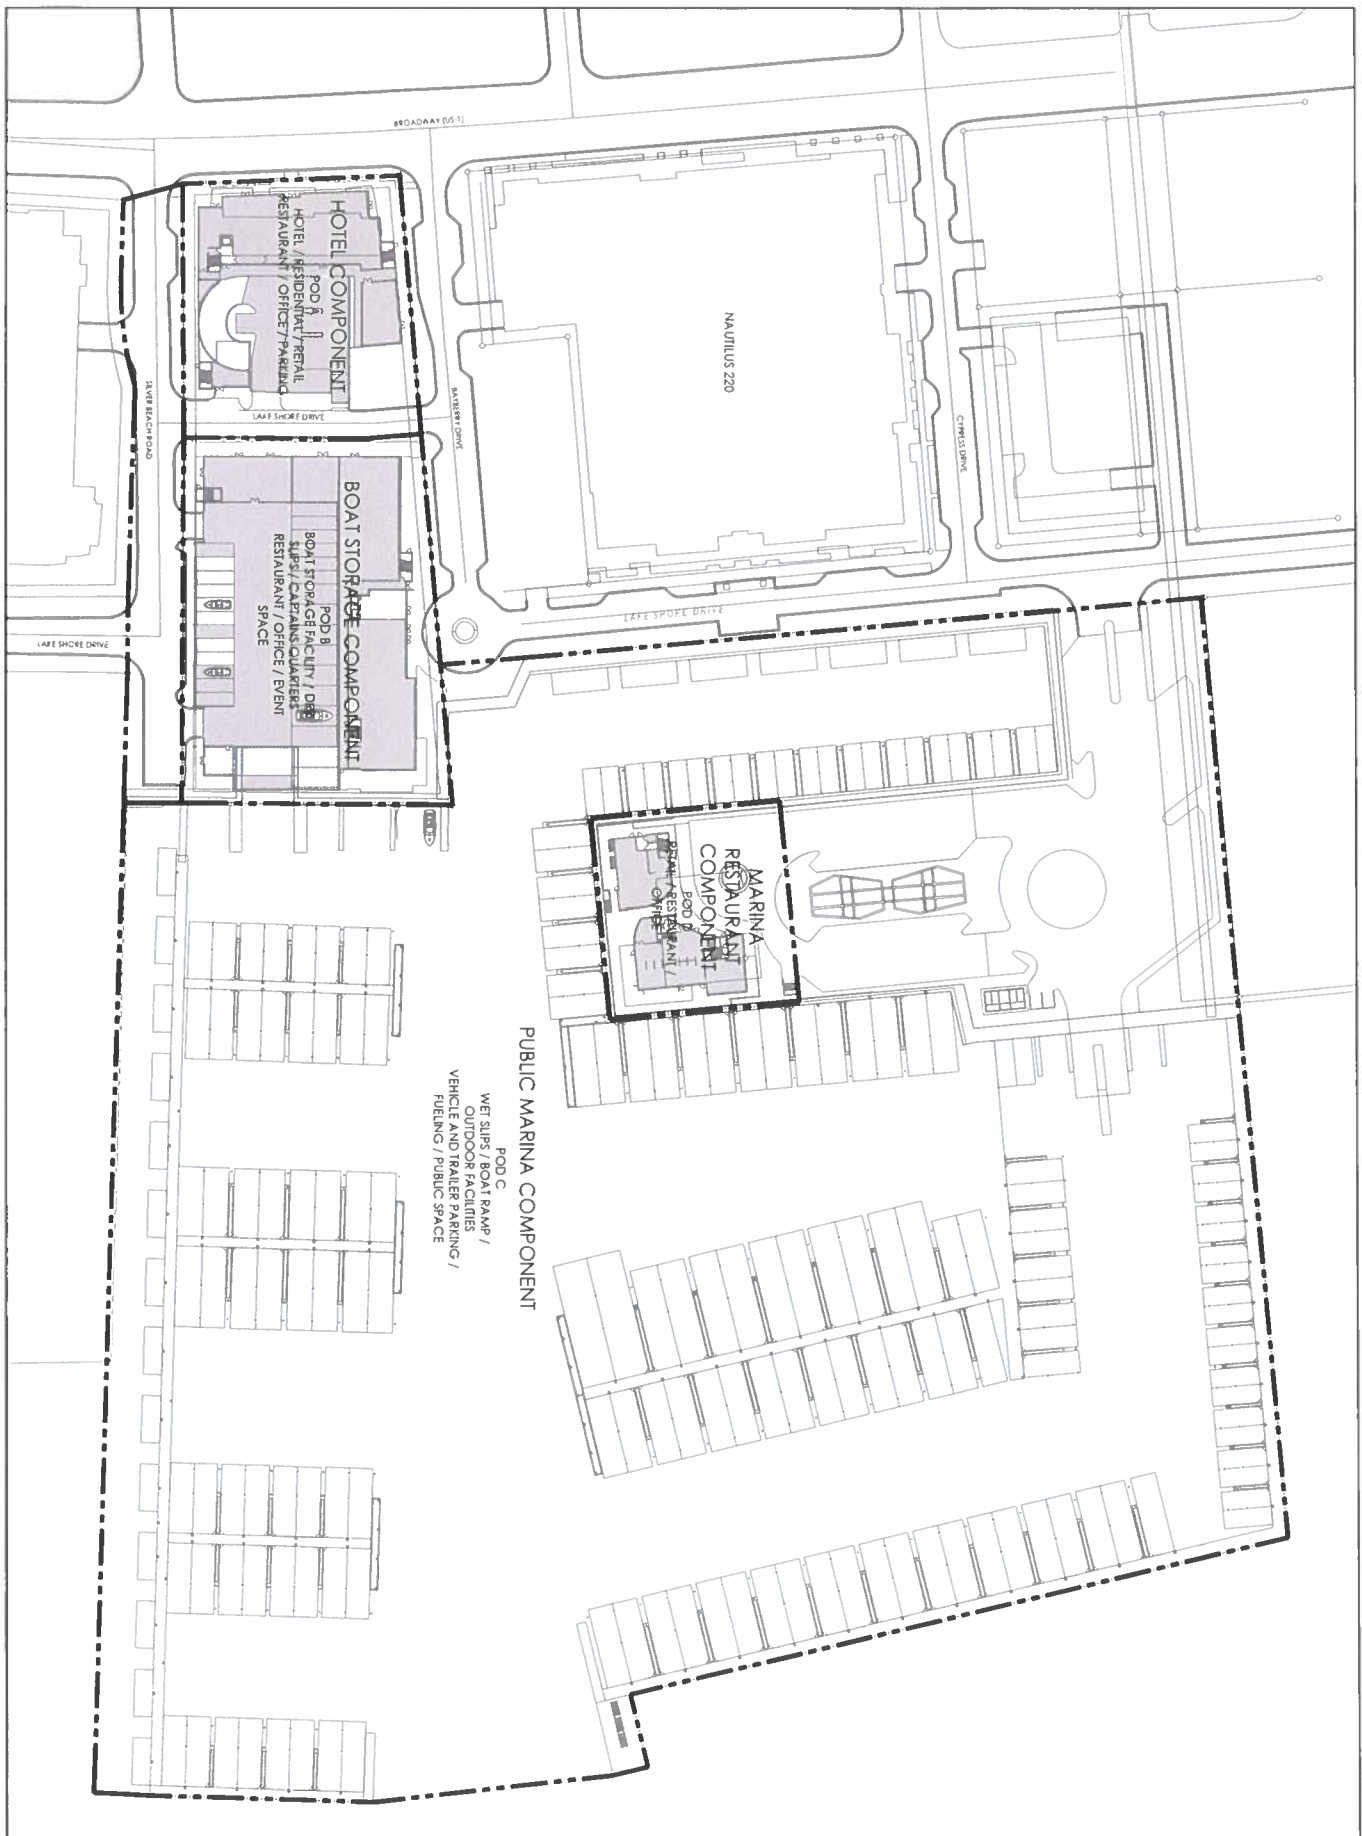 BROADWAY (US-1)
HOTEL COMPONENT
POD A
HOTEL / RESIDENTIAL / RETAIL
RESTAURANT / OFFICE / PARKING
NAUTILUS 220
SILVER BEACH ROAD
LAKE SHORE DRIVE
BAYBERRY DRIVE
CYPRESS DRIVE
BOAT STORAGE COMPONENT
POD B
BOAT STORAGE FACILITY / DRY
SLIPS / CAPTAINS QUARTERS
RESTAURANT / OFFICE / EVENT
SPACE
LAKE SHORE DRIVE
LAKE SHORE DRIVE
MARINA
RESTAURANT
COMPONENT
POD D
RETAIL / RESTAURANT /
OFFICE
PUBLIC MARINA COMPONENT
POD C
WET SLIPS / BOAT RAMP /
OUTDOOR FACILITIES
VEHICLE AND TRAILER PARKING /
FUELING / PUBLIC SPACE